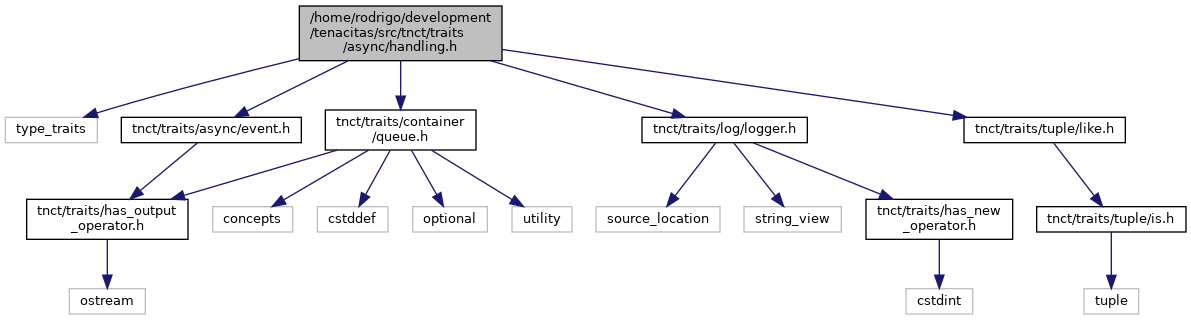 /home/rodrigo/development
/tenacitas/src/tnct/traits
/async/handling.h
type_traits
tnct/traits/async/event.h
tnct/traits/container
/queue.h
tnct/traits/log/logger.h
tnct/traits/tuple/like.h
tnct/traits/has_output
_operator.h
concepts
cstddef
optional
utility
source_location
string_view
tnct/traits/has_new
_operator.h
tnct/traits/tuple/is.h
ostream
cstdint
tuple